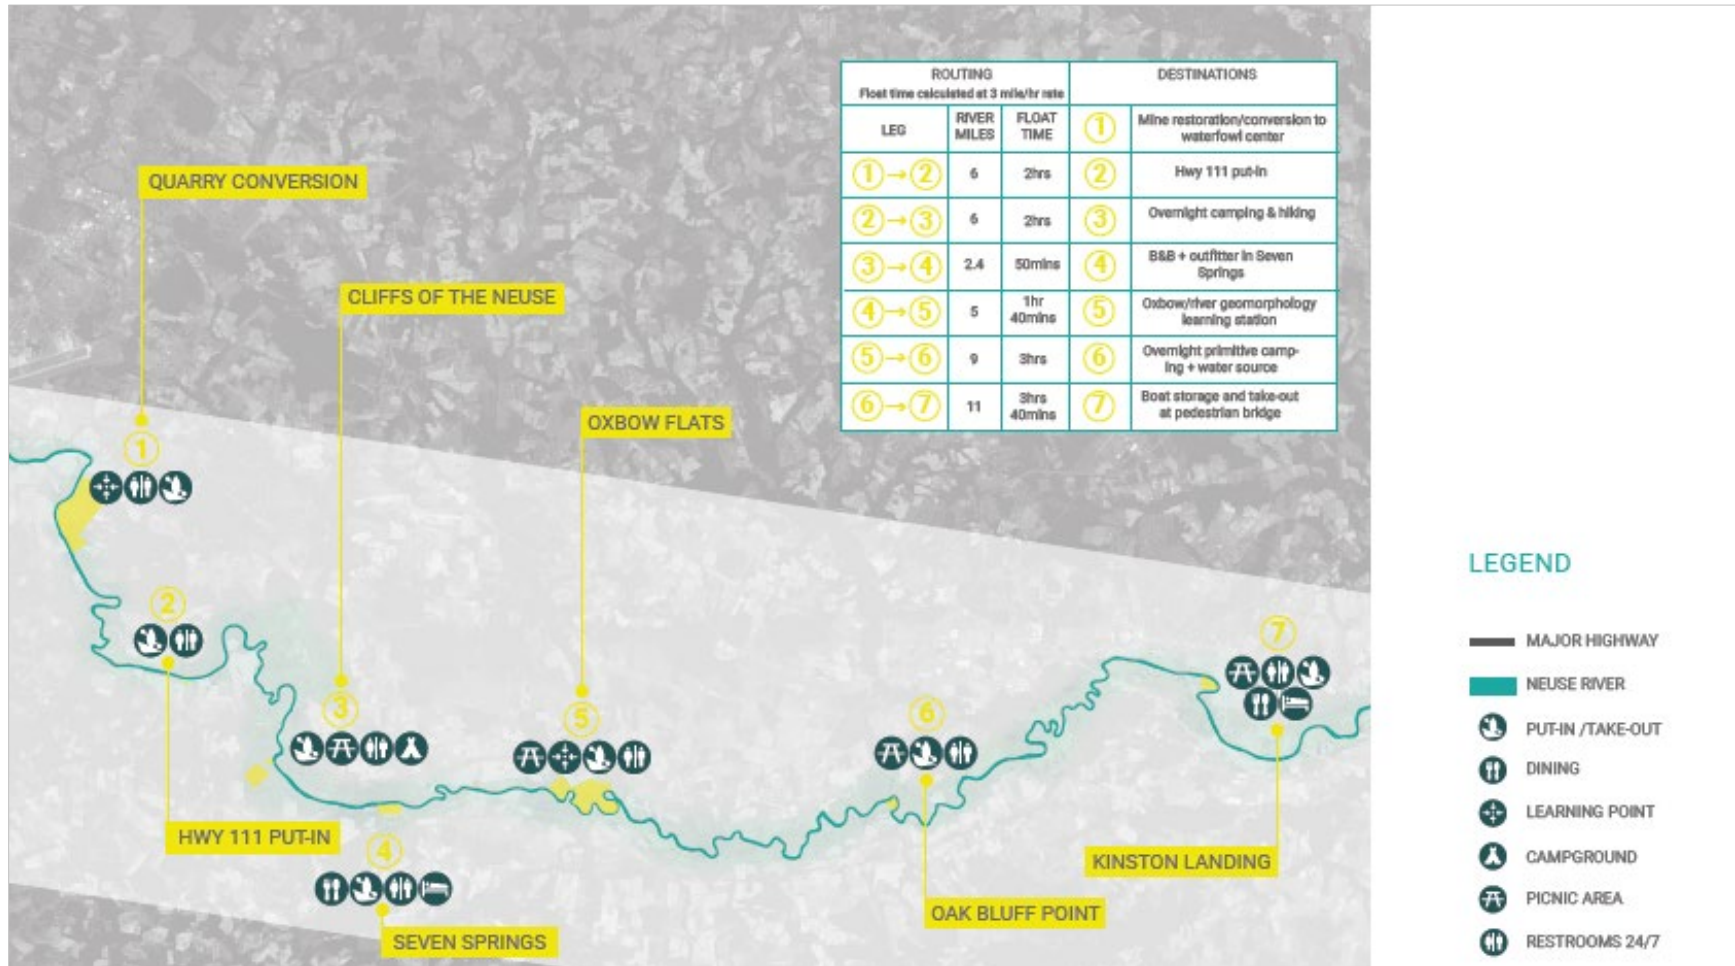 ROUTING
Float time calculated at 3 mile/hr rate
DESTINATIONS
LEG
RIVER
MILES
FLOAT
TIME
1
Mine restoration/conversion to
waterfowl center
1→2
6
2hrs
2
Hwy 111 put-in
2→3
6
2hrs
3
Overnight camping & hiking
3→4
2.4
50mins
4
B&B + outfitter in Seven
Springs
4→5
5
1hr
40mins
5
Oxbow/river geomorphology
learning station
5→6
9
3hrs
6
Overnight primitive camp-
ing + water source
6→7
11
3hrs
40mins
7
Boat storage and take-out
at pedestrian bridge
QUARRY CONVERSION
1
CLIFFS OF THE NEUSE
OXBOW FLATS
2
3
5
6
7
HWY 111 PUT-IN
4
SEVEN SPRINGS
OAK BLUFF POINT
KINSTON LANDING
LEGEND
MAJOR HIGHWAY
NEUSE RIVER
PUT-IN /TAKE-OUT
DINING
LEARNING POINT
CAMPGROUND
PICNIC AREA
RESTROOMS 24/7